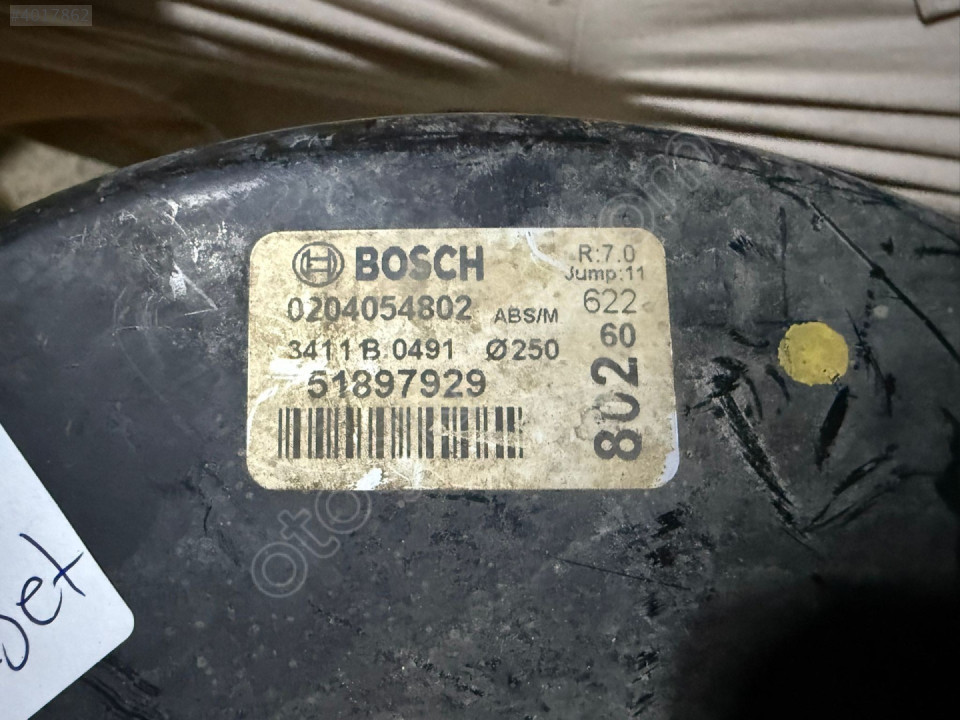 BOSCH
R:7.0
Jump:11
0204054802 ABS/M 622
3411 B 0491 Ø250 60
51897929
802